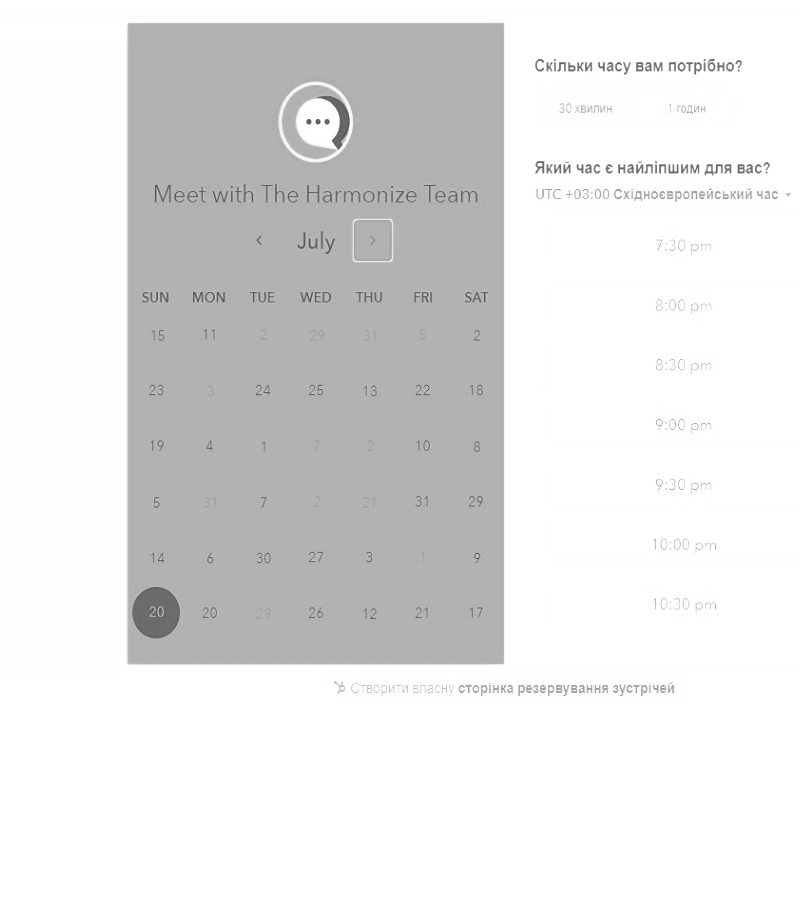 Meet with The Harmonize Team
July
SUN MON TUE WED THU FRI SAT
15 11 2 29 31 5 2
23 3 24 25 13 22 18
19 4 1 7 2 10 8
5 31 7 2 21 31 29
14 6 30 27 3 1 9
20 20 29 26 12 21 17
Скільки часу вам потрібно?
30 хвилин 1 годин
Який час є найліпшим для вас?
UTC +03:00 Східноєвропейський час
7:30 pm
8:00 pm
8:30 pm
9:00 pm
9:30 pm
10:00 pm
10:30 pm
Створити власну сторінка резервування зустрічей